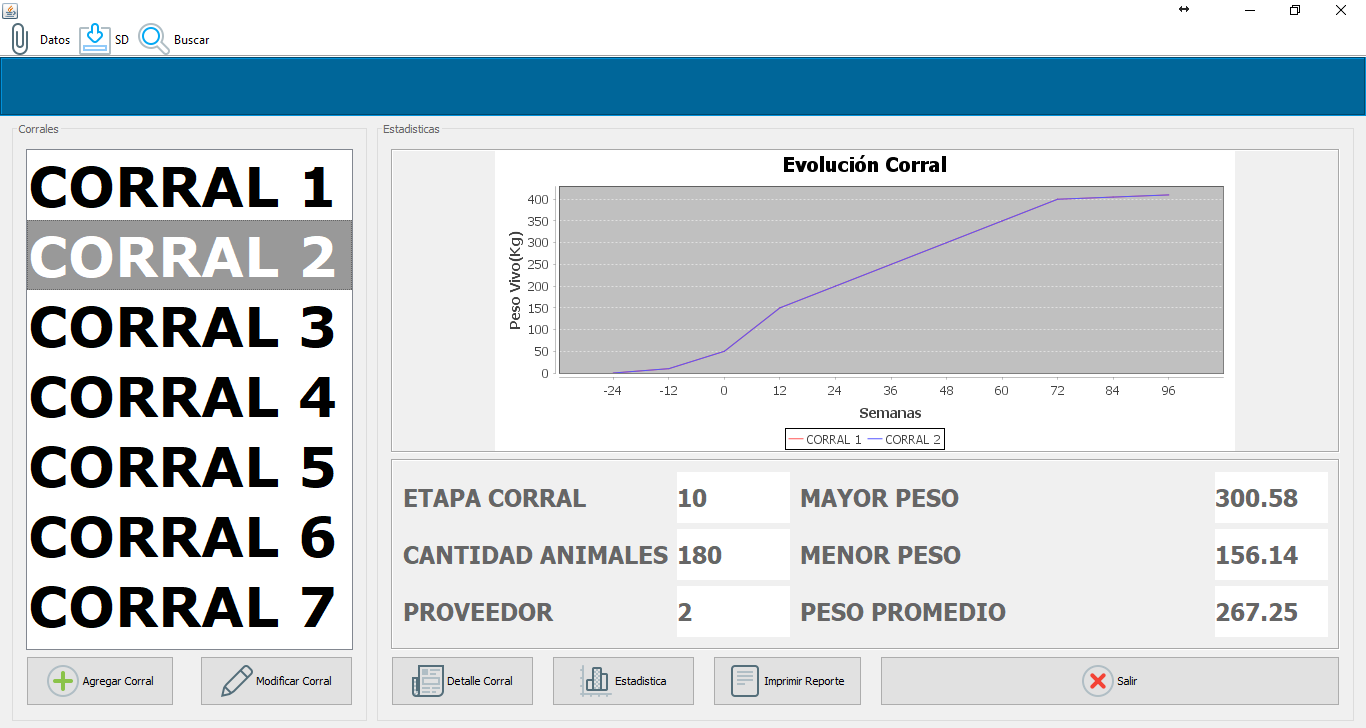 Datos SD Buscar
Corrales
CORRAL 1
CORRAL 2
CORRAL 3
CORRAL 4
CORRAL 5
CORRAL 6
CORRAL 7
Agregar Corral
Modificar Corral
Estadisticas
Evolución Corral
Peso Vivo(Kg)
400
350
300
250
200
150
100
50
0
-24 -12 0 12 24 36 48 60 72 84 96
Semanas
CORRAL 1 CORRAL 2
ETAPA CORRAL 10 MAYOR PESO 300.58
CANTIDAD ANIMALES 180 MENOR PESO 156.14
PROVEEDOR 2 PESO PROMEDIO 267.25
Detalle Corral
Estadistica
Imprimir Reporte
Salir